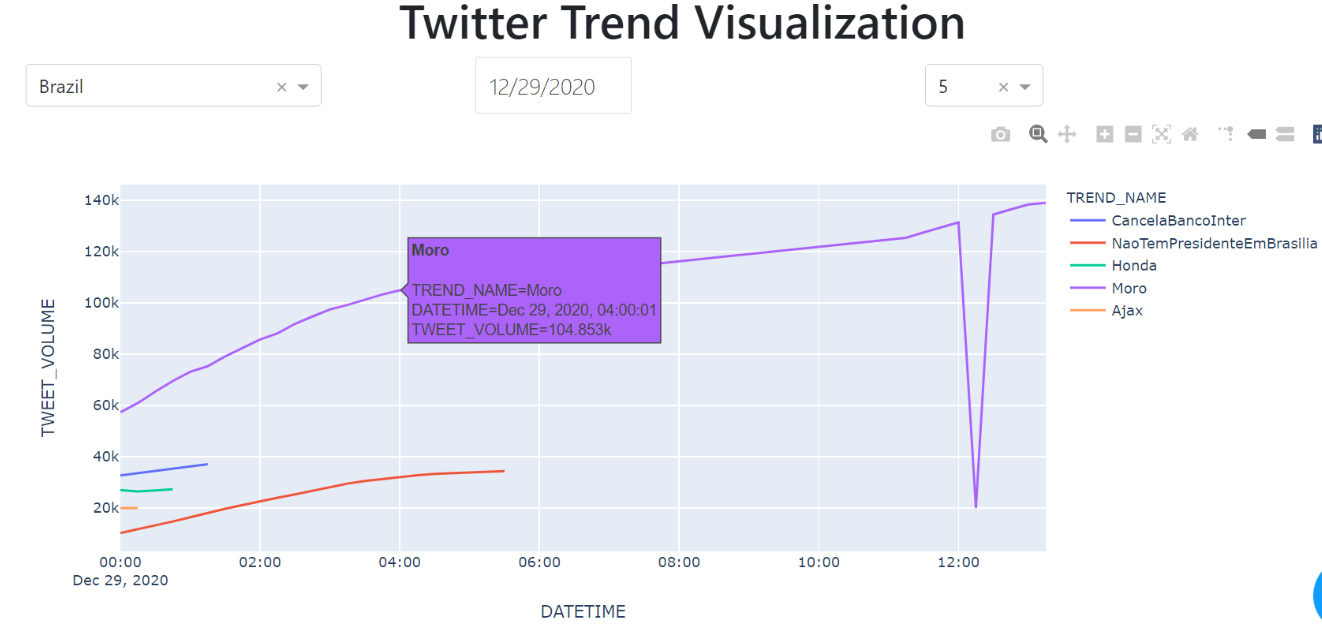 Twitter Trend Visualization
Brazil
12/29/2020
5
TREND_NAME
CancelaBancoInter
NaoTemPresidenteEmBrasilia
Honda
Moro
Ajax
TWEET_VOLUME
140k
120k
100k
80k
60k
40k
20k
Moro
TREND_NAME=Moro
DATETIME=Dec 29, 2020, 04:00:01
TWEET_VOLUME=104.853k
00:00 02:00 04:00 06:00 08:00 10:00 12:00
Dec 29, 2020
DATETIME